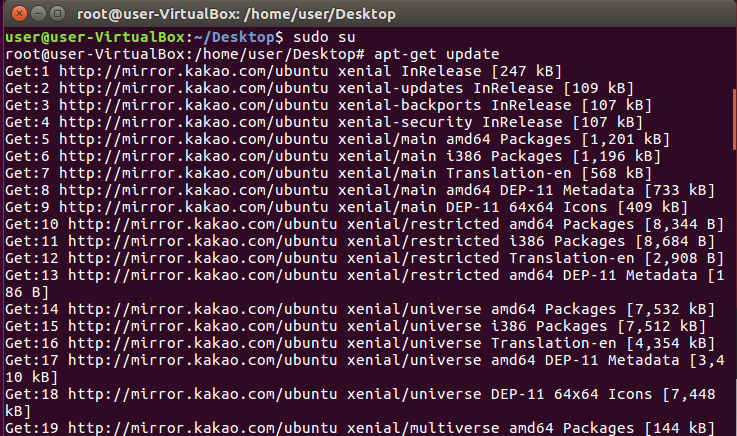 root@user-VirtualBox: /home/user/Desktop
user@user-VirtualBox:~/Desktop$ sudo su
root@user-VirtualBox:/home/user/Desktop# apt-get update
Get:1 http://mirror.kakao.com/ubuntu xenial InRelease [247 kB]
Get:2 http://mirror.kakao.com/ubuntu xenial-updates InRelease [109 kB]
Get:3 http://mirror.kakao.com/ubuntu xenial-backports InRelease [107 kB]
Get:4 http://mirror.kakao.com/ubuntu xenial-security InRelease [107 kB]
Get:5 http://mirror.kakao.com/ubuntu xenial/main amd64 Packages [1,201 kB]
Get:6 http://mirror.kakao.com/ubuntu xenial/main i386 Packages [1,196 kB]
Get:7 http://mirror.kakao.com/ubuntu xenial/main Translation-en [568 kB]
Get:8 http://mirror.kakao.com/ubuntu xenial/main amd64 DEP-11 Metadata [733 kB]
Get:9 http://mirror.kakao.com/ubuntu xenial/main DEP-11 64x64 Icons [409 kB]
Get:10 http://mirror.kakao.com/ubuntu xenial/restricted amd64 Packages [8,344 B]
Get:11 http://mirror.kakao.com/ubuntu xenial/restricted i386 Packages [8,684 B]
Get:12 http://mirror.kakao.com/ubuntu xenial/restricted Translation-en [2,908 B]
Get:13 http://mirror.kakao.com/ubuntu xenial/restricted amd64 DEP-11 Metadata [1
86 B]
Get:14 http://mirror.kakao.com/ubuntu xenial/universe amd64 Packages [7,532 kB]
Get:15 http://mirror.kakao.com/ubuntu xenial/universe i386 Packages [7,512 kB]
Get:16 http://mirror.kakao.com/ubuntu xenial/universe Translation-en [4,354 kB]
Get:17 http://mirror.kakao.com/ubuntu xenial/universe amd64 DEP-11 Metadata [3,4
10 kB]
Get:18 http://mirror.kakao.com/ubuntu xenial/universe DEP-11 64x64 Icons [7,448
kB]
Get:19 http://mirror.kakao.com/ubuntu xenial/multiverse amd64 Packages [144 kB]